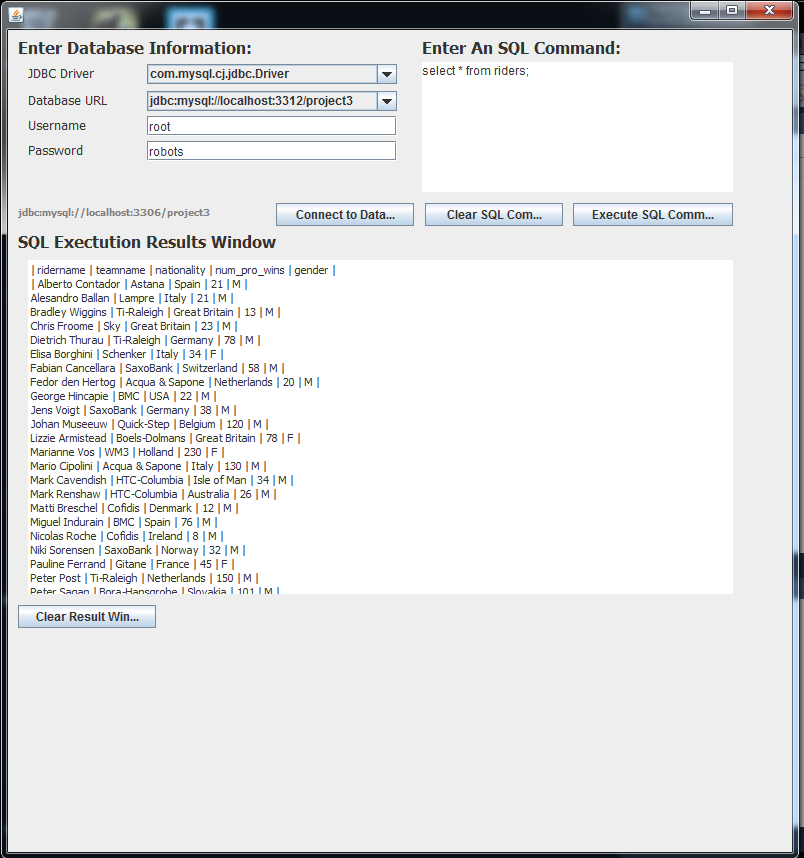 Enter Database Information:
JDBC Driver
com.mysql.cj.jdbc.Driver
Database URL
jdbc:mysql://localhost:3312/project3
Username
root
Password
robots
Enter An SQL Command:
select * from riders;
jdbc:mysql://localhost:3306/project3
Connect to Data...
Clear SQL Com...
Execute SQL Comm...
SQL Exectution Results Window
| ridername | teamname | nationality | num_pro_wins | gender |
| Alberto Contador | Astana | Spain | 21 | M |
Alesandro Ballan | Lampre | Italy | 21 | M |
Bradley Wiggins | Ti-Raleigh | Great Britain | 13 | M |
Chris Froome | Sky | Great Britain | 23 | M |
Dietrich Thurau | Ti-Raleigh | Germany | 78 | M |
Elisa Borghini | Schenker | Italy | 34 | F |
Fabian Cancellara | SaxoBank | Switzerland | 58 | M |
Fedor den Hertog | Acqua & Sapone | Netherlands | 20 | M |
George Hincapie | BMC | USA | 22 | M |
Jens Voigt | SaxoBank | Germany | 38 | M |
Johan Museeuw | Quick-Step | Belgium | 120 | M |
Lizzie Armistead | Boels-Dolmans | Great Britain | 78 | F |
Marianne Vos | WM3 | Holland | 230 | F |
Mario Cipolini | Acqua & Sapone | Italy | 130 | M |
Mark Cavendish | HTC-Columbia | Isle of Man | 34 | M |
Mark Renshaw | HTC-Columbia | Australia | 26 | M |
Matti Breschel | Cofidis | Denmark | 12 | M |
Miguel Indurain | BMC | Spain | 76 | M |
Nicolas Roche | Cofidis | Ireland | 8 | M |
Niki Sorensen | SaxoBank | Norway | 32 | M |
Pauline Ferrand | Gitane | France | 45 | F |
Peter Post | Ti-Raleigh | Netherlands | 150 | M |
Peter Sagan | Bora-Hansgrohe | Slovakia | 101 | M |
Clear Result Win...